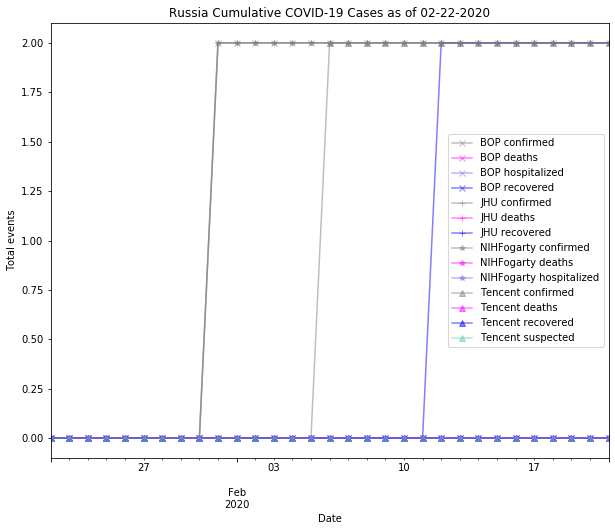 Russia Cumulative COVID-19 Cases as of 02-22-2020
2.00
1.75
1.50
1.25
1.00
0.75
0.50
0.25
0.00
Total events
BOP confirmed
BOP deaths
BOP hospitalized
BOP recovered
JHU confirmed
JHU deaths
JHU recovered
NIHFogarty confirmed
NIHFogarty deaths
NIHFogarty hospitalized
Tencent confirmed
Tencent deaths
Tencent recovered
Tencent suspected
27 03 10 17
Feb
2020
Date